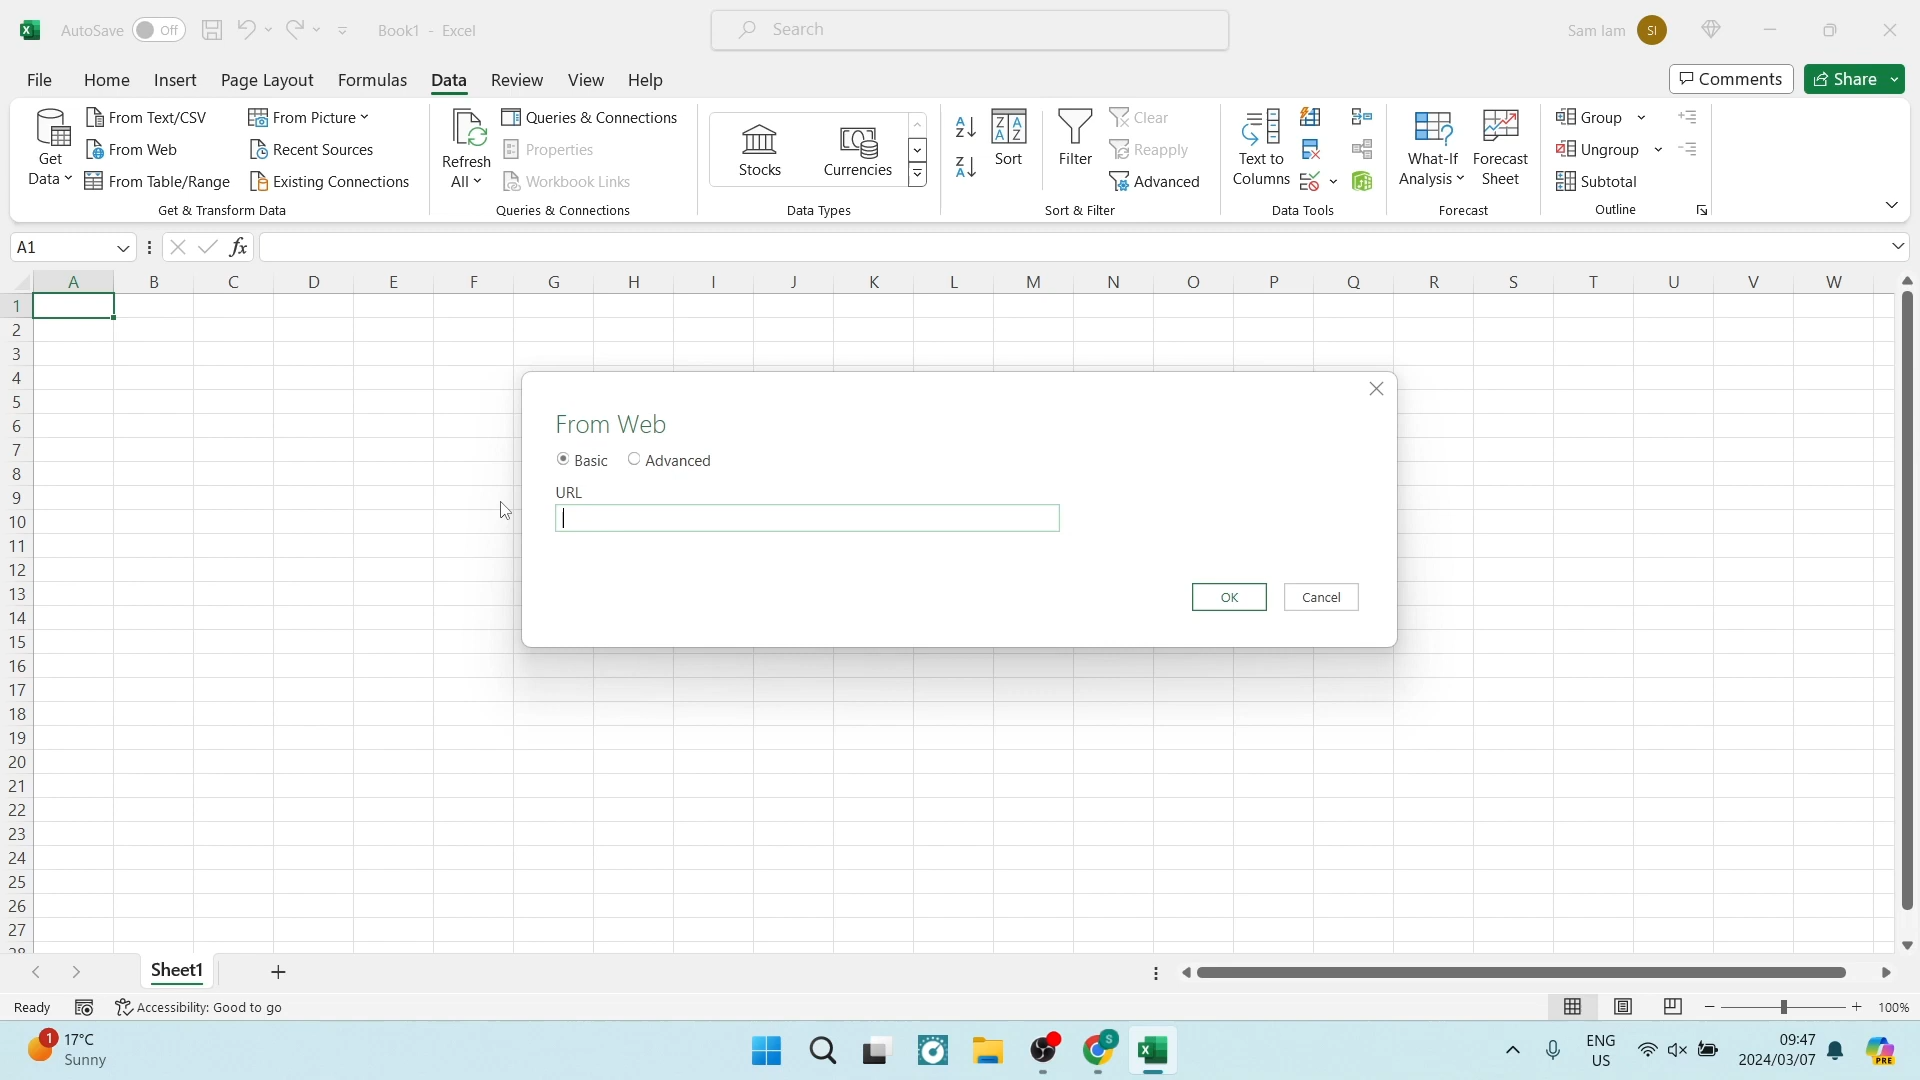 AutoSave Off Book1 - Excel Search Sam Iam SI
File Home Insert Page Layout Formulas Data Review View Help Comments Share
Get Data
From Text/CSV
From Web
From Table/Range
From Picture
Recent Sources
Existing Connections
Get & Transform Data
Refresh All
Queries & Connections
Properties
Workbook Links
Queries & Connections
Stocks
Currencies
Data Types
Sort
Filter
Clear
Reapply
Advanced
Sort & Filter
Text to Columns
Data Tools
What-If Analysis
Forecast Sheet
Forecast
Group
Ungroup
Subtotal
Outline
A1 fx
A B C D E F G H I J K L M N O P Q R S T U V W
1
2
3
4
5
6
7
8
9
10
11
12
13
14
15
16
17
18
19
20
21
22
23
24
25
26
27
28
From Web
Basic Advanced
URL
OK Cancel
Sheet1
Ready Accessibility: Good to go 100%
1 17°C
Sunny
S
ENG
US
09:47
2024/03/07
PRE